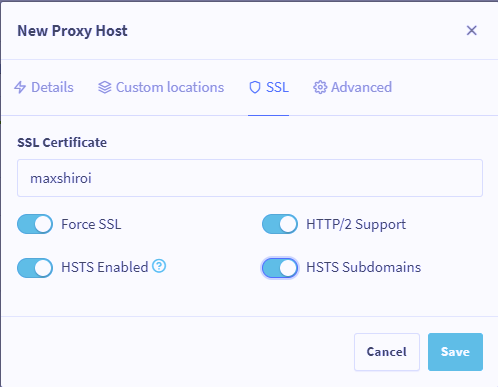 New Proxy Host
Details Custom locations SSL Advanced
SSL Certificate
maxshiroi
Force SSL HTTP/2 Support
HSTS Enabled ? HSTS Subdomains
Cancel Save